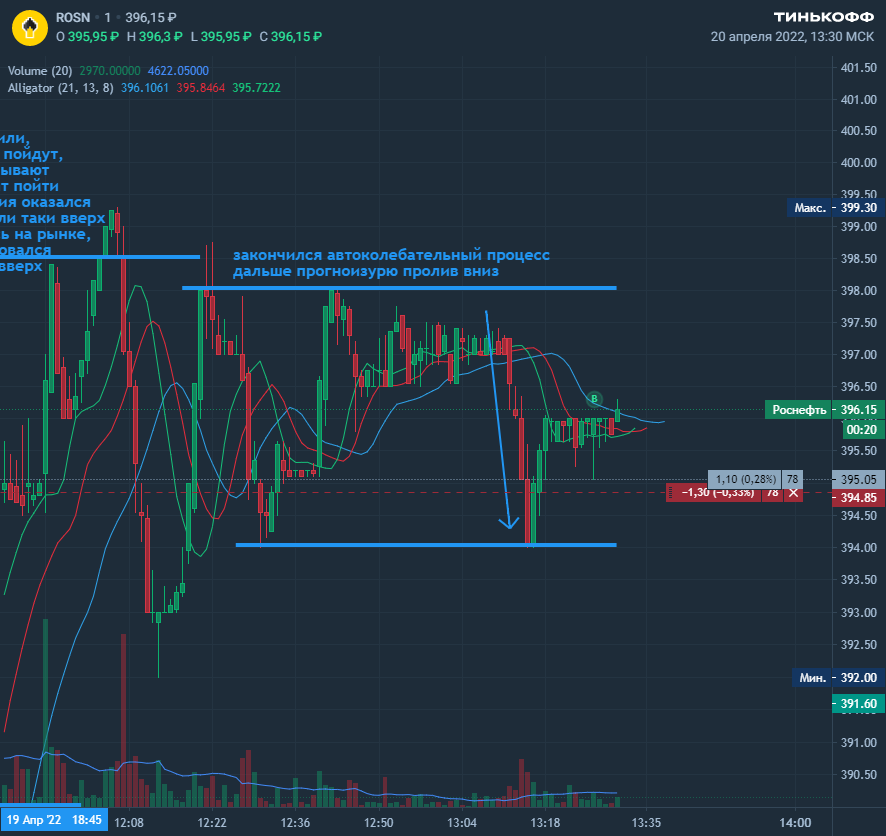 ROSN 1 396,15 ₽
ТИНЬКОФФ
O 395,95 ₽ H 396,3 ₽ L 395,95 ₽ C 396,15 ₽
20 апреля 2022, 13:30 МСК
Volume (20) 2970.00000 4622.05000
Alligator (21, 13, 8) 396.1061 395.8464 395.7222
401.50
401.00
400.50
400.00
399.50
Макс. 399.30
399.00
398.50
398.00
397.50
397.00
396.50
Роснефть 396.15
00:20
395.50
1,10 (0,28%) 78 395.05
−1,30 (−0,33%) 78 X 394.85
394.50
394.00
393.50
393.00
392.50
Мин. 392.00
391.60
391.00
390.50
или,
пойдут,
ывают
т пойти
ия оказался
ли таки вверх
ь на рынке,
овался
вверх
закончился автоколебательный процесс
дальше прогноизурю пролив вниз
B
19 Апр '22 18:45 12:08 12:22 12:36 12:50 13:04 13:18 13:35 14:00